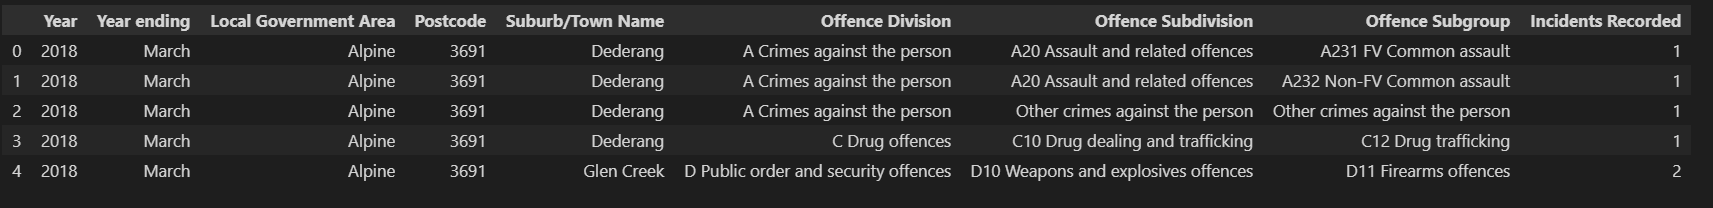 Year Year ending Local Government Area Postcode Suburb/Town Name Offence Division Offence Subdivision Offence Subgroup Incidents Recorded
0 2018 March Alpine 3691 Dederang A Crimes against the person A20 Assault and related offences A231 FV Common assault 1
1 2018 March Alpine 3691 Dederang A Crimes against the person A20 Assault and related offences A232 Non-FV Common assault 1
2 2018 March Alpine 3691 Dederang A Crimes against the person Other crimes against the person Other crimes against the person 1
3 2018 March Alpine 3691 Dederang C Drug offences C10 Drug dealing and trafficking C12 Drug trafficking 1
4 2018 March Alpine 3691 Glen Creek D Public order and security offences D10 Weapons and explosives offences D11 Firearms offences 2